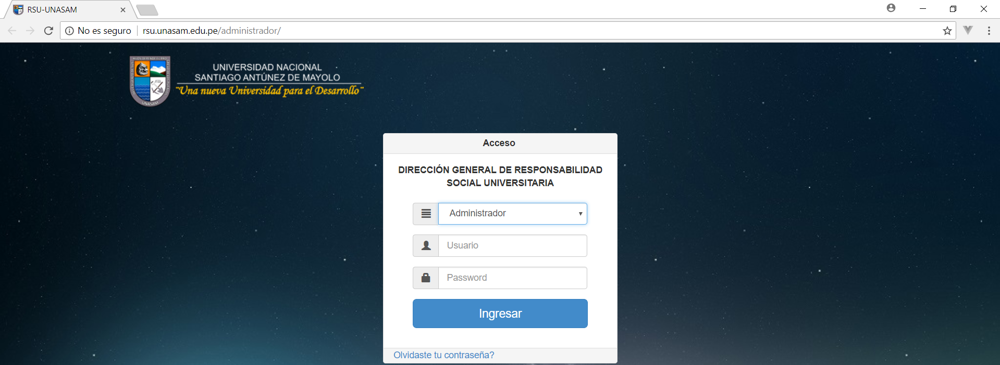 RSU-UNASAM
No es seguro rsu.unasam.edu.pe/administrador/
UNIVERSIDAD NACIONAL
SANTIAGO ANTÚNEZ DE MAYOLO
"Una nueva Universidad para el Desarrollo"
UNASAM
Acceso
DIRECCIÓN GENERAL DE RESPONSABILIDAD
SOCIAL UNIVERSITARIA
Administrador
Usuario
Password
Ingresar
Olvidaste tu contraseña?